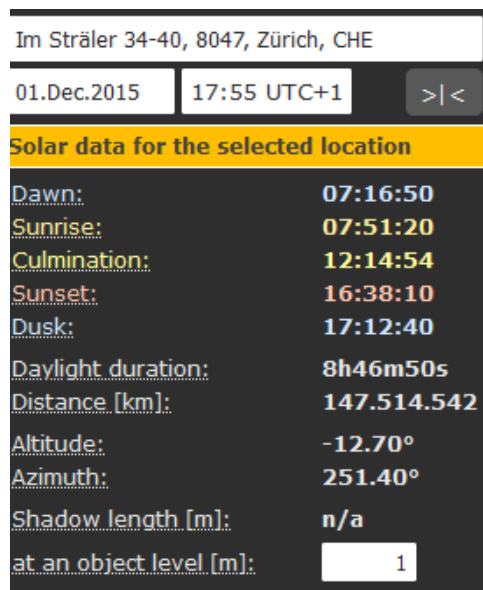 Im Sträler 34-40, 8047, Zürich, CHE
01.Dec.2015 17:55 UTC+1 >|<
Solar data for the selected location
Dawn: 07:16:50
Sunrise: 07:51:20
Culmination: 12:14:54
Sunset: 16:38:10
Dusk: 17:12:40
Daylight duration: 8h46m50s
Distance [km]: 147.514.542
Altitude: -12.70°
Azimuth: 251.40°
Shadow length [m]: n/a
at an object level [m]: 1